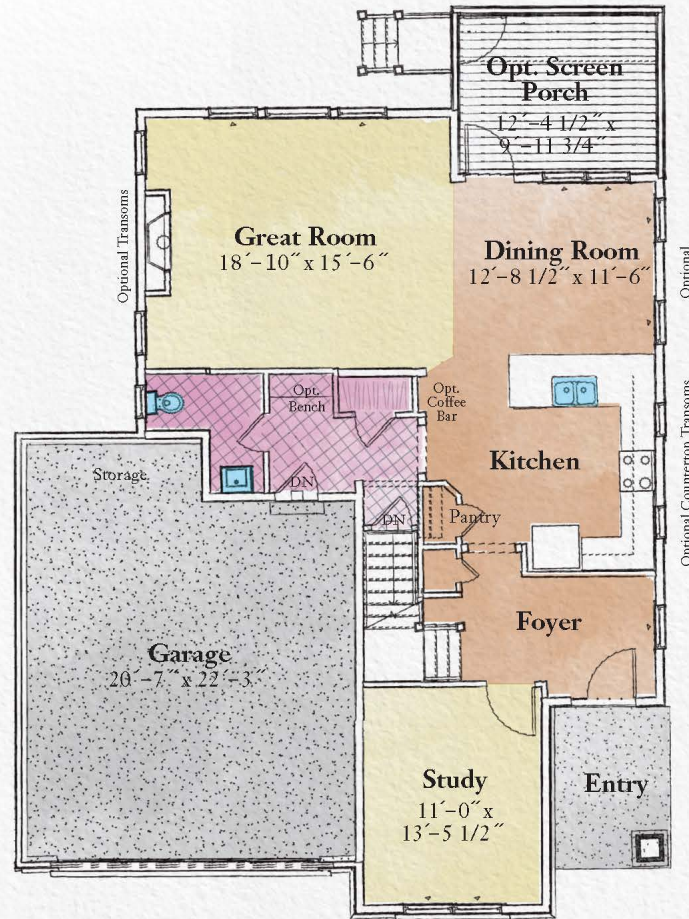 Opt. Screen
Porch
12´-4 1/2˝ x
9´-11 3/4˝
Optional Transoms
Great Room
18´-10˝ x 15´-6˝
Dining Room
12´-8 1/2˝ x 11´-6˝
Optional
Opt.
Bench
Opt.
Coffee
Bar
Kitchen
Optional Countertop Transoms
Storage
DN
DN
Pantry
Foyer
Garage
20´-7˝ x 22´-3˝
Study
11´-0˝ x
13´-5 1/2˝
Entry